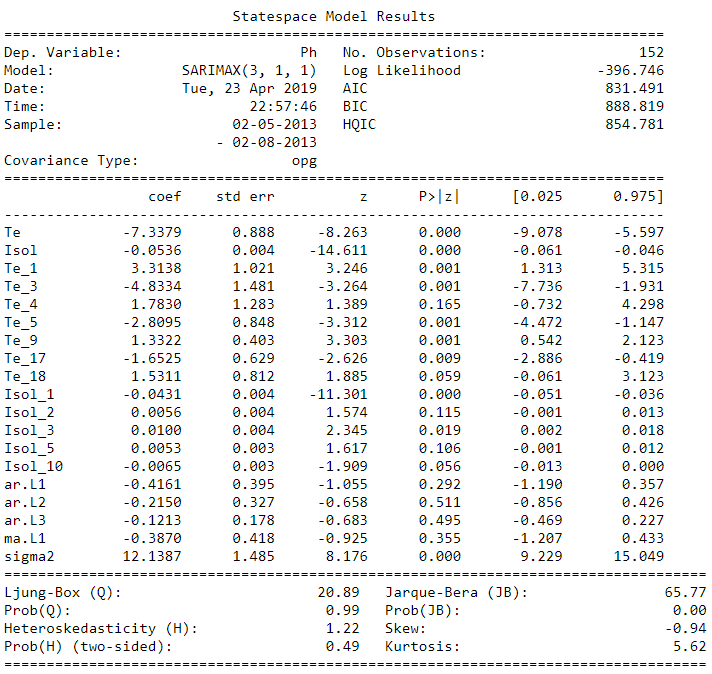 Statespace Model Results
==============================================================================
Dep. Variable:                     Ph   No. Observations:                  152
Model:               SARIMAX(3, 1, 1)   Log Likelihood                -396.746
Date:                Tue, 23 Apr 2019   AIC                            831.491
Time:                        22:57:46   BIC                            888.819
Sample:                    02-05-2013   HQIC                           854.781
- 02-08-2013
Covariance Type:                  opg
==============================================================================
coef    std err          z      P>|z|      [0.025      0.975]
------------------------------------------------------------------------------
Te            -7.3379      0.888     -8.263      0.000      -9.078      -5.597
Isol          -0.0536      0.004    -14.611      0.000      -0.061      -0.046
Te_1           3.3138      1.021      3.246      0.001       1.313       5.315
Te_3          -4.8334      1.481     -3.264      0.001      -7.736      -1.931
Te_4           1.7830      1.283      1.389      0.165      -0.732       4.298
Te_5          -2.8095      0.848     -3.312      0.001      -4.472      -1.147
Te_9           1.3322      0.403      3.303      0.001       0.542       2.123
Te_17         -1.6525      0.629     -2.626      0.009      -2.886      -0.419
Te_18          1.5311      0.812      1.885      0.059      -0.061       3.123
Isol_1        -0.0431      0.004    -11.301      0.000      -0.051      -0.036
Isol_2         0.0056      0.004      1.574      0.115      -0.001       0.013
Isol_3         0.0100      0.004      2.345      0.019       0.002       0.018
Isol_5         0.0053      0.003      1.617      0.106      -0.001       0.012
Isol_10       -0.0065      0.003     -1.909      0.056      -0.013       0.000
ar.L1         -0.4161      0.395     -1.055      0.292      -1.190       0.357
ar.L2         -0.2150      0.327     -0.658      0.511      -0.856       0.426
ar.L3         -0.1213      0.178     -0.683      0.495      -0.469       0.227
ma.L1         -0.3870      0.418     -0.925      0.355      -1.207       0.433
sigma2        12.1387      1.485      8.176      0.000       9.229      15.049
===================================================================================
Ljung-Box (Q):                       20.89   Jarque-Bera (JB):                65.77
Prob(Q):                              0.99   Prob(JB):                         0.00
Heteroskedasticity (H):               1.22   Skew:                            -0.94
Prob(H) (two-sided):                  0.49   Kurtosis:                         5.62
===================================================================================